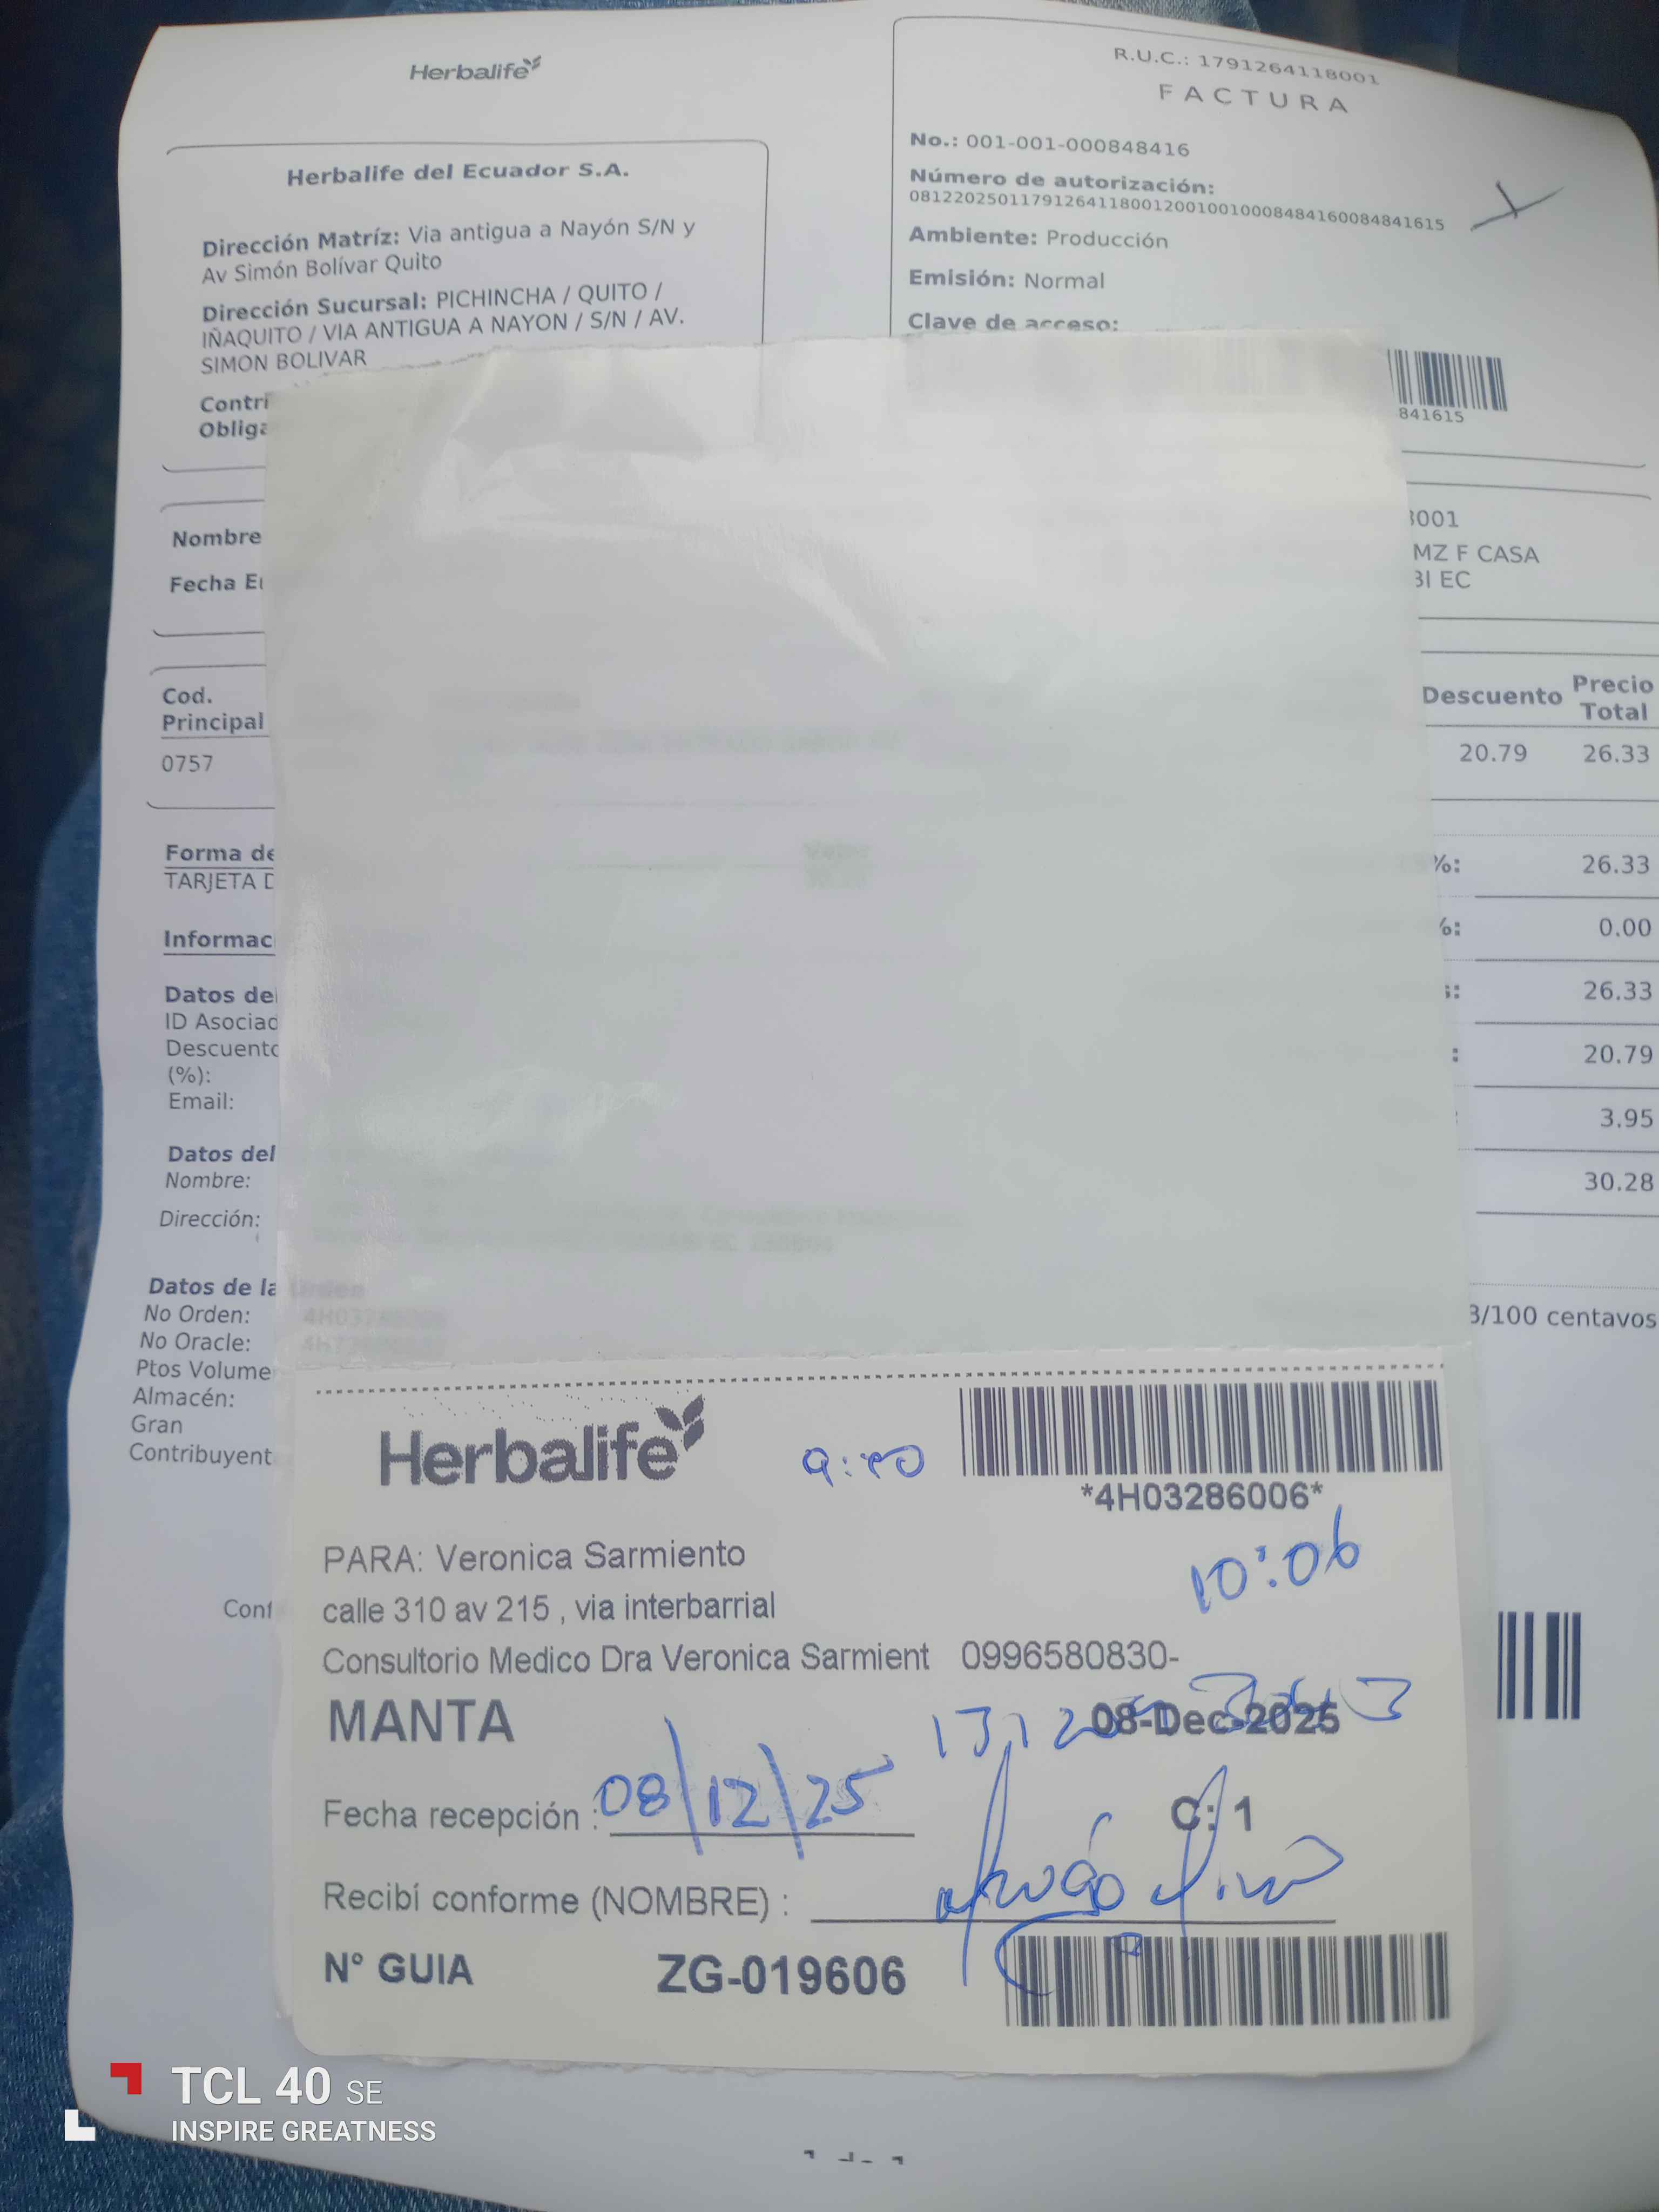 Herbalife
R.U.C.: 1791264118001
FACTURA
No.: 001-001-000848416
Número de autorización:
0812202501179126411800120010010008484160084841615
Ambiente: Producción
Emisión: Normal
Clave de acceso:
841615
Herbalife del Ecuador S.A.
Dirección Matríz: Via antigua a Nayón S/N y
Av Simón Bolívar Quito
Dirección Sucursal: PICHINCHA / QUITO /
IÑAQUITO / VIA ANTIGUA A NAYON / S/N / AV.
SIMON BOLIVAR
Contri
Obliga
Nombre
Fecha
3001
MZ F CASA
BI EC
Cod.
Principal
Descuento
Precio
Total
0757
20.79 26.33
Forma de
TARJETA D
%: 26.33
%: 0.00
Informac
s: 26.33
Datos de
ID Asociad
Descuento
(%):
: 20.79
Email:
3.95
Datos del
Nombre:
30.28
Dirección:
Datos de la
No Orden:
3/100 centavos
No Oracle:
Ptos Volume
Almacén:
Gran
Contribuyent
Herbalife
*4H03286006*
10:06
PARA: Veronica Sarmiento
calle 310 av 215 , via interbarrial
Cont
Consultorio Medico Dra Veronica Sarmient 0996580830-
MANTA
08-Dec-2025
Fecha recepción : 08/12/25
C: 1
Recibí conforme (NOMBRE) :
N° GUIA ZG-019606
TCL 40 SE
INSPIRE GREATNESS